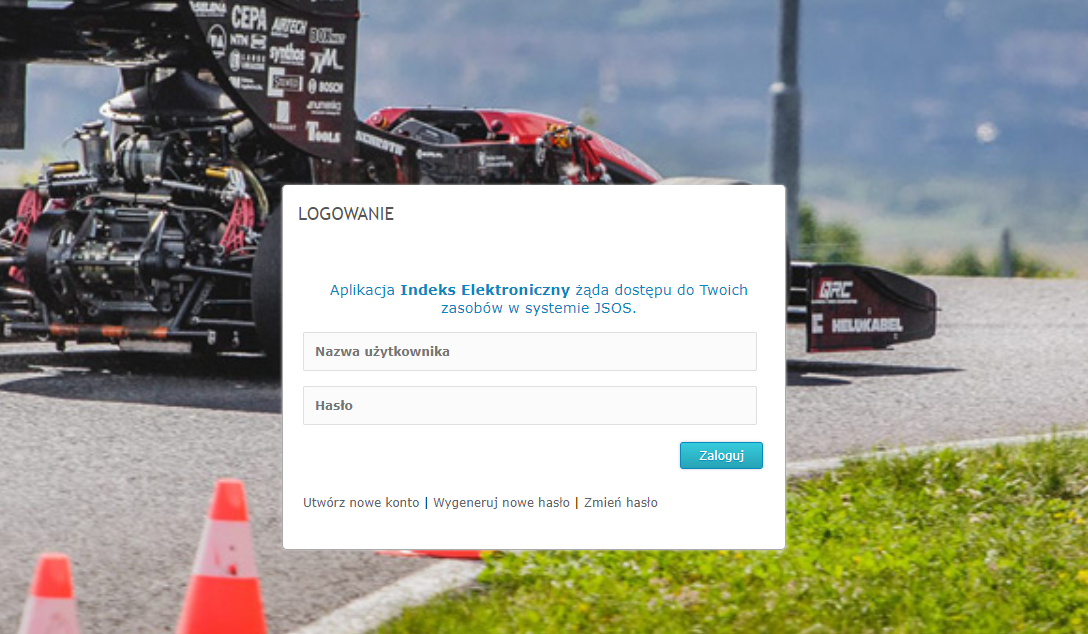 CEPA
AIRTECH
NTN
synthos
BOSCH
TOOLS
LOGOWANIE
Aplikacja Indeks Elektroniczny żąda dostępu do Twoich
zasobów w systemie JSOS.
Nazwa użytkownika
Hasło
Zaloguj
Utwórz nowe konto | Wygeneruj nowe hasło | Zmień hasło
QRC
HELUKABEL